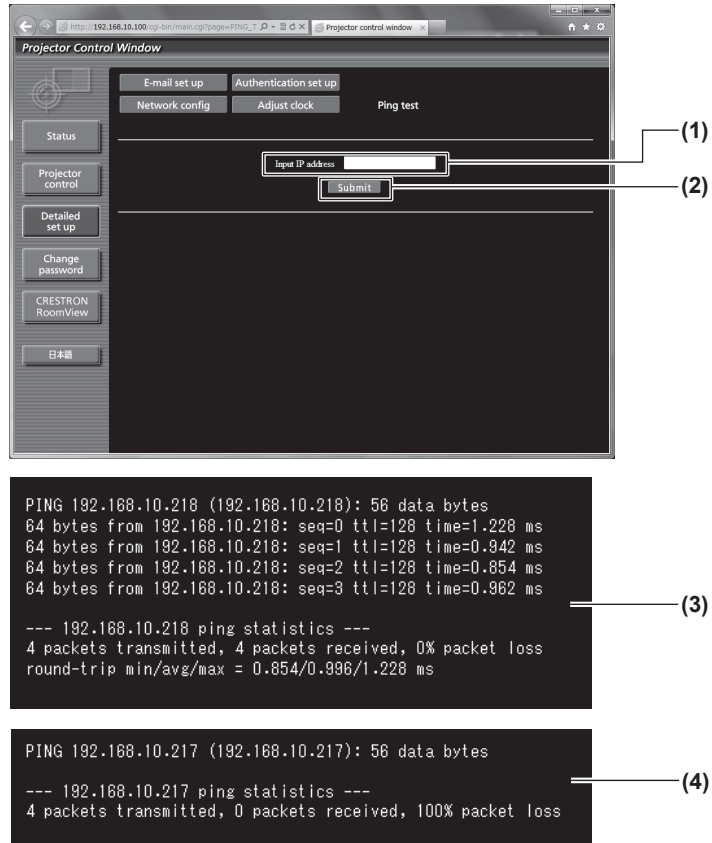 http://192.168.10.100/cgi-bin/main.cgi?page=PING_T
Projector control window
Projector Control Window
E-mail set up Authentication set up
Network config Adjust clock Ping test
Status
Projector
control
Detailed
set up
Change
password
CRESTRON
RoomView
日本語
Input IP address
Submit
(1)
(2)
PING 192.168.10.218 (192.168.10.218): 56 data bytes
64 bytes from 192.168.10.218: seq=0 ttl=128 time=1.228 ms
64 bytes from 192.168.10.218: seq=1 ttl=128 time=0.942 ms
64 bytes from 192.168.10.218: seq=2 ttl=128 time=0.854 ms
64 bytes from 192.168.10.218: seq=3 ttl=128 time=0.962 ms
(3)
--- 192.168.10.218 ping statistics ---
4 packets transmitted, 4 packets received, 0% packet loss
round-trip min/avg/max = 0.854/0.996/1.228 ms
PING 192.168.10.217 (192.168.10.217): 56 data bytes
(4)
--- 192.168.10.217 ping statistics ---
4 packets transmitted, 0 packets received, 100% packet loss